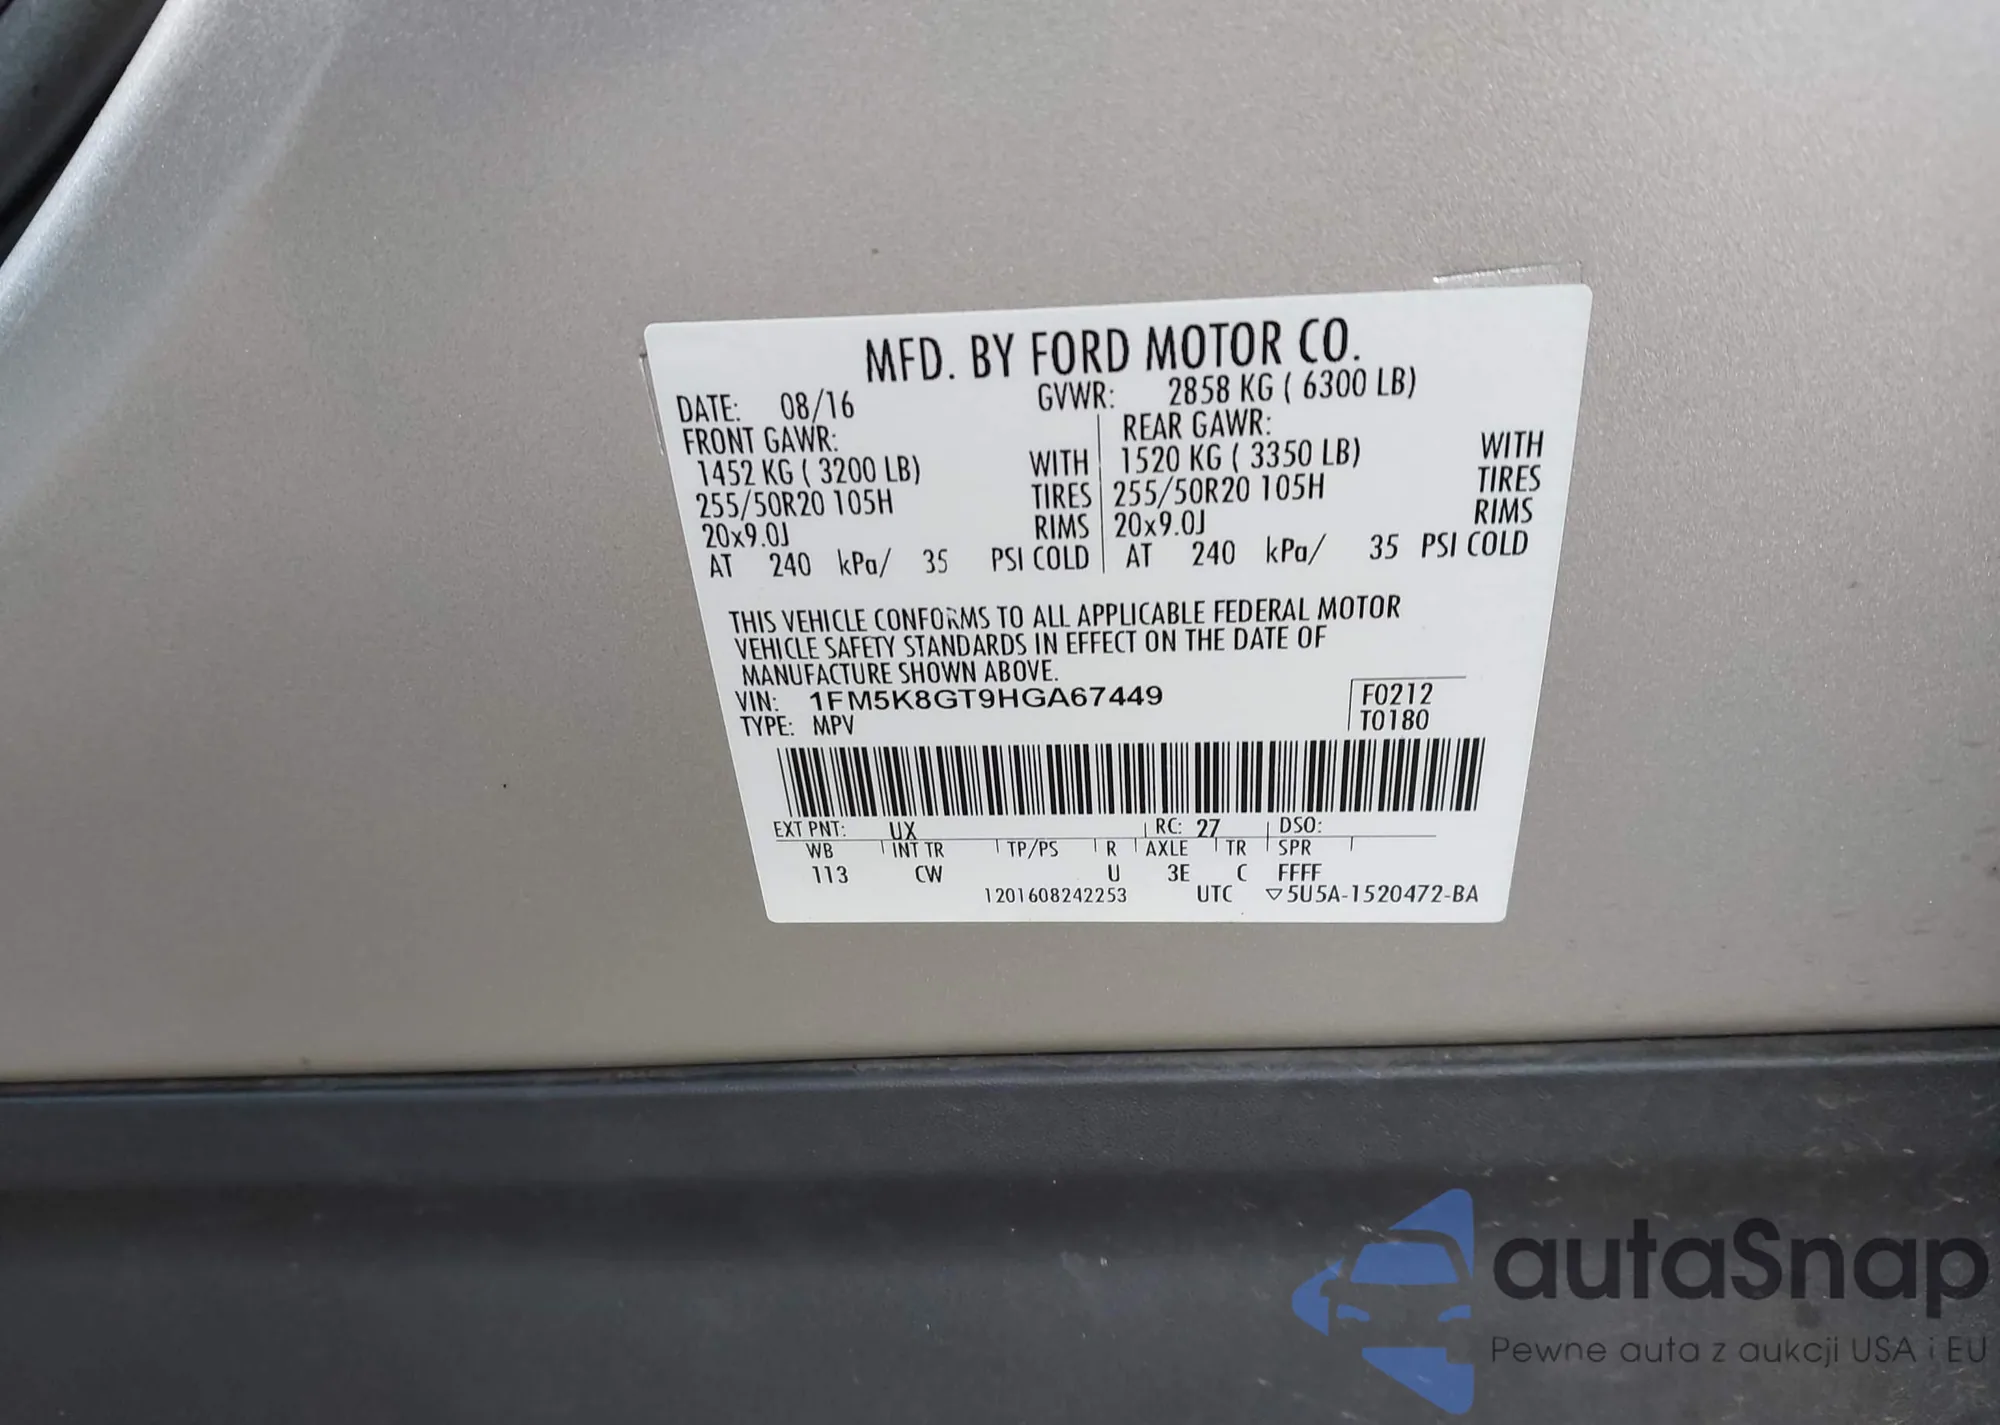 MFD. BY FORD MOTOR CO.
DATE: 08/16 GVWR: 2858 KG ( 6300 LB)
FRONT GAWR: REAR GAWR:
1452 KG ( 3200 LB) WITH 1520 KG ( 3350 LB) WITH
255/50R20 105H TIRES 255/50R20 105H TIRES
20x9.0J RIMS 20x9.0J RIMS
AT 240 kPa/ 35 PSI COLD AT 240 kPa/ 35 PSI COLD
THIS VEHICLE CONFORMS TO ALL APPLICABLE FEDERAL MOTOR
VEHICLE SAFETY STANDARDS IN EFFECT ON THE DATE OF
MANUFACTURE SHOWN ABOVE.
VIN: 1FM5K8GT9HGA67449 F0212
TYPE: MPV T0180
EXT PNT: UX RC: 27 DSO:
WB INT TR TP/PS R AXLE TR SPR
113 CW U 3E C FFFF
1201608242253 UTC ▽5U5A-1520472-BA
autaSnap
Pewne auta z aukcji USA i EU